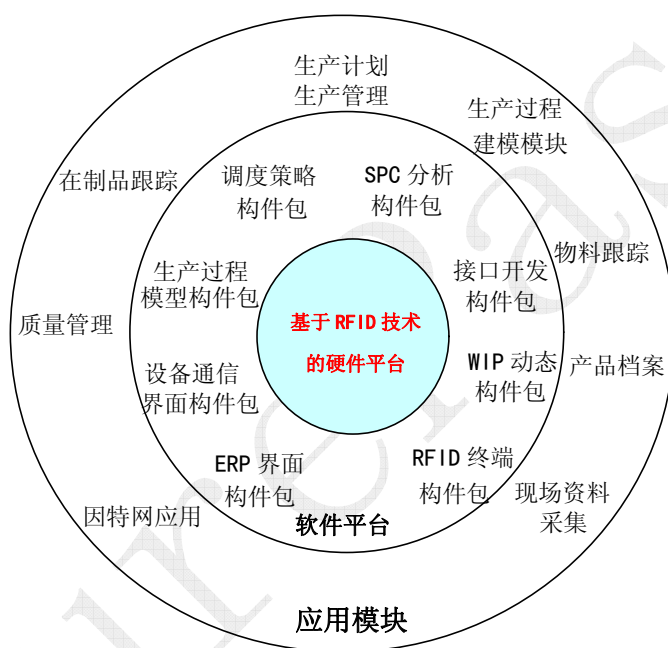 生产计划
生产管理
生产过程
建模模块
在制品跟踪
调度策略
构件包
SPC 分析
构件包
物料跟踪
生产过程
模型构件包
接口开发
构件包
基于 RFID 技术
的硬件平台
质量管理
设备通信
界面构件包
WIP 动态
构件包
产品档案
ERP 界面
构件包
RFID 终端
构件包
现场资料
采集
因特网应用
软件平台
应用模块